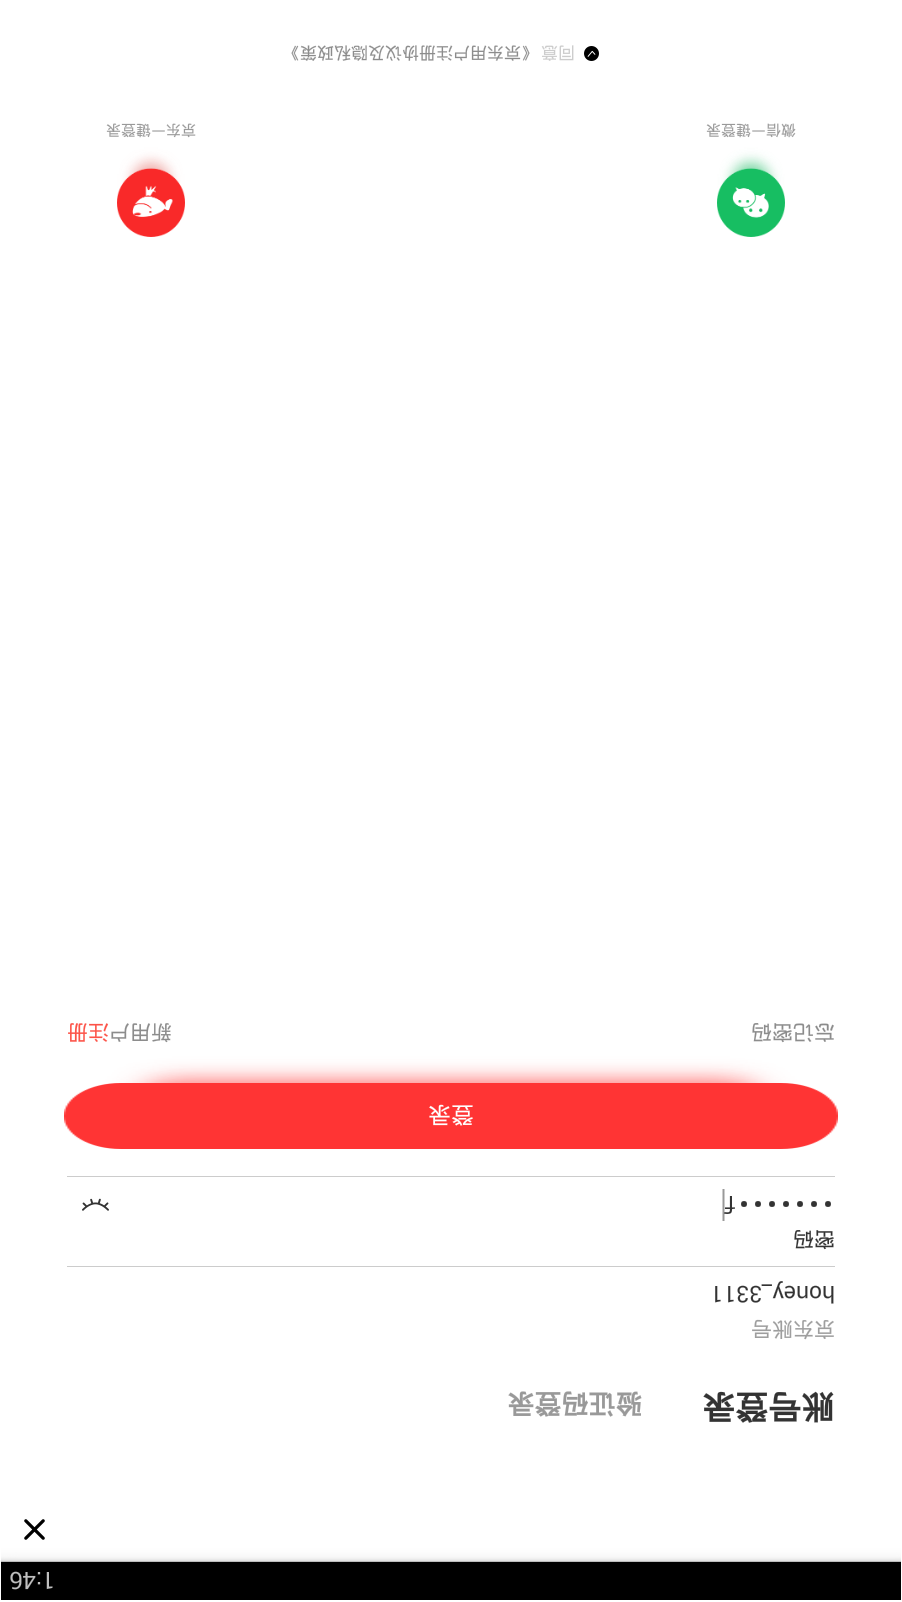 1:46
账号登录
验证码登录
京东账号
honey_3311
密码
•••••••f
登录
忘记密码
新用户注册
微信一键登录
京东一键登录
同意《京东用户注册协议及隐私政策》